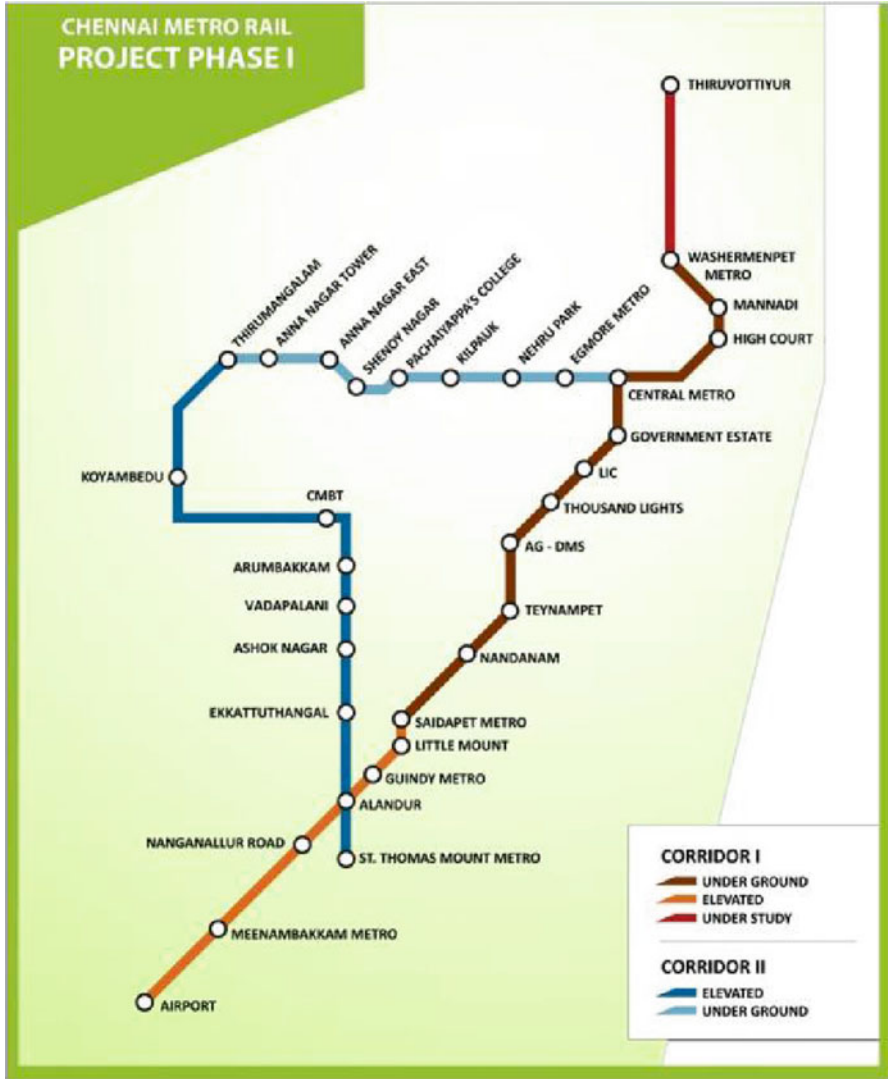 CHENNAI METRO RAIL
PROJECT PHASE I
THIRUVOTTIYUR
WASHERMENPET
METRO
MANNADI
HIGH COURT
THIRUMANGALAM
ANNA NAGAR TOWER
ANNA NAGAR EAST
SHENOY NAGAR
PACHAIYAPPA'S COLLEGE
KILPAUK
NEHRU PARK
EGMORE METRO
CENTRAL METRO
GOVERNMENT ESTATE
LIC
THOUSAND LIGHTS
AG - DMS
TEYNAMPET
NANDANAM
KOYAMBEDU
CMBT
ARUMBAKKAM
VADAPALANI
ASHOK NAGAR
EKKATTUTHANGAL
SAIDAPET METRO
LITTLE MOUNT
GUINDY METRO
ALANDUR
NANGANALLUR ROAD
ST. THOMAS MOUNT METRO
MEENAMBAKKAM METRO
AIRPORT
CORRIDOR I
UNDER GROUND
ELEVATED
UNDER STUDY
CORRIDOR II
ELEVATED
UNDER GROUND